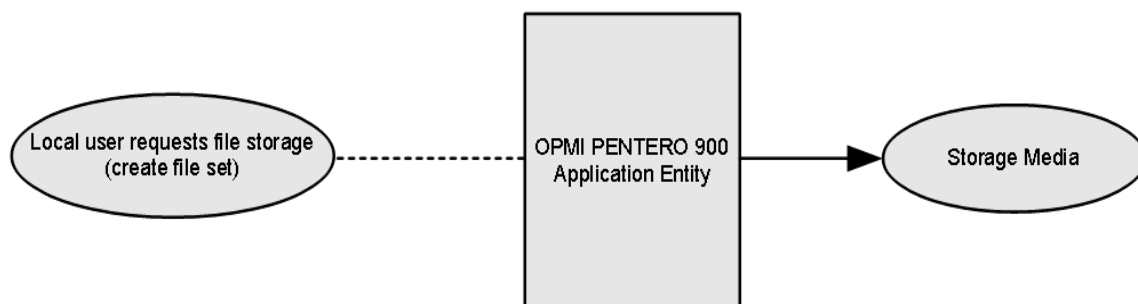 Local user requests file storage
(create file set)
OPMI PENTERO 900
Application Entity
Storage Media